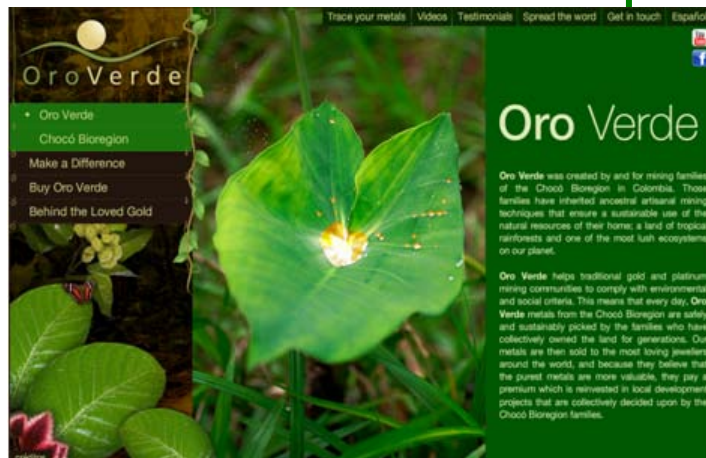 Trace your metals Videos Testimonials Spread the word Get in touch Español
OroVerde
Oro Verde
Chocó Bioregion
Make a Difference
Buy Oro Verde
Behind the Loved Gold
You
f
Oro Verde
Oro Verde was created by and for mining families
of the Chocó Bioregion in Colombia. Those
families have inherited ancestral artisanal mining
techniques that ensure a sustainable use of the
natural resources of their home; a land of tropical
rainforests and one of the most lush ecosystems
on our planet.
Oro Verde helps traditional gold and platinum
mining communities to comply with environmental
and social criteria. This means that every day, Oro
Verde metals from the Chocó Bioregion are safely
and sustainably picked by the families who have
collectively owned the land for generations. Our
metals are then sold to the most loving jewellers
around the world, and because they believe that
the purest metals are more valuable, they pay a
premium which is reinvested in local development
projects that are collectively decided upon by the
Chocó Bioregion families.